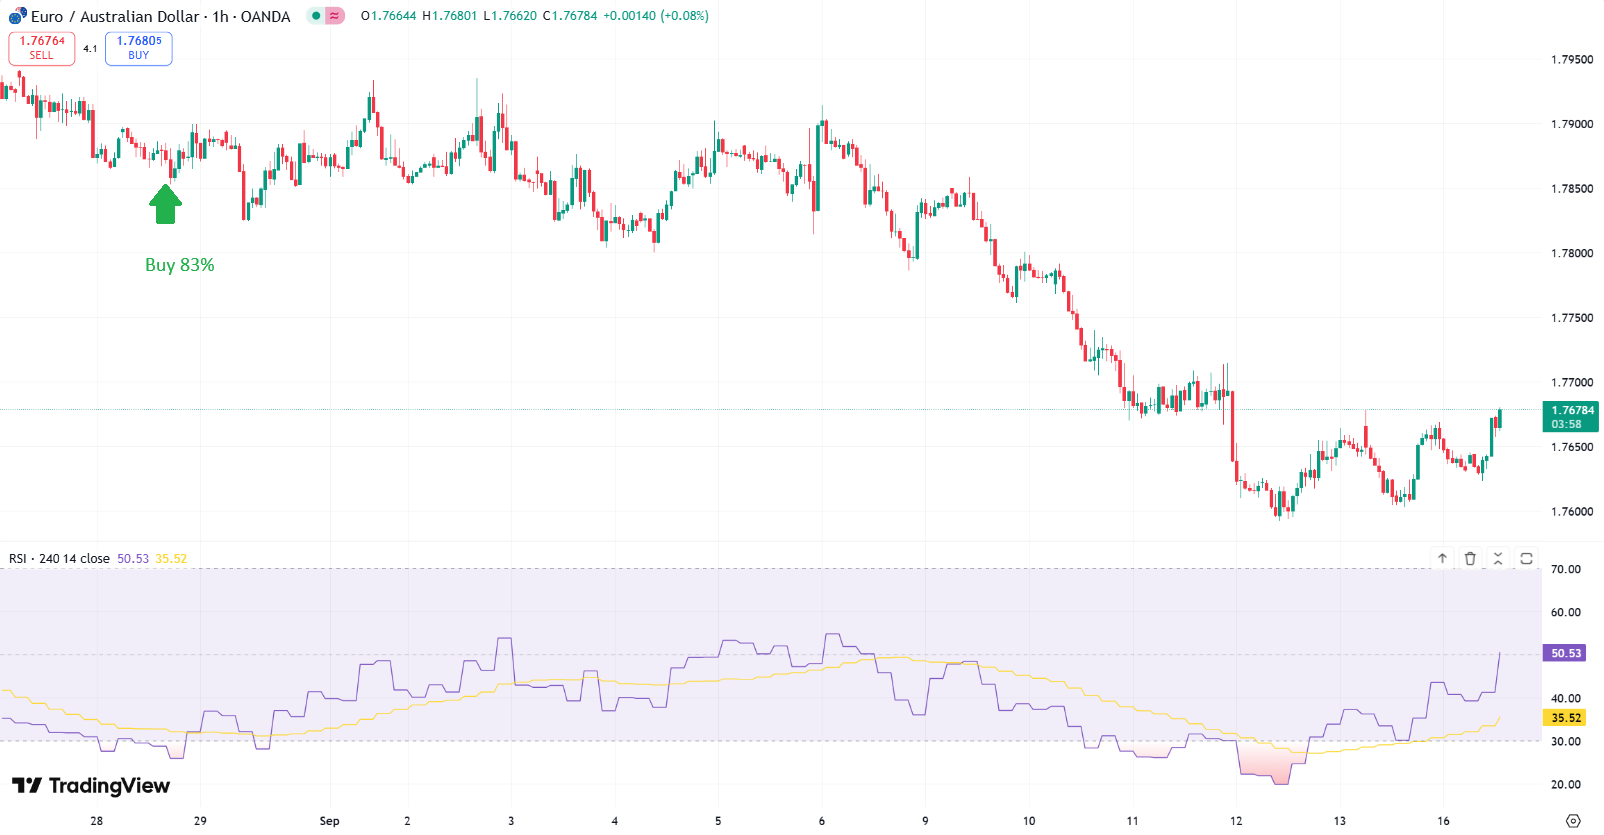 Euro / Australian Dollar · 1h · OANDA O1.76644 H1.76801 L1.76620 C1.76784 +0.00140 (+0.08%)
1.76764 4.1 1.76805
SELL BUY
1.79500
1.79000
1.78500
1.78000
1.77500
1.77000
1.76784
03:58
1.76500
1.76000
Buy 83%
RSI · 240 14 close 50.53 35.52
70.00
60.00
50.53
40.00
35.52
30.00
20.00
TradingView
28 29 Sep 2 3 4 5 6 9 10 11 12 13 16